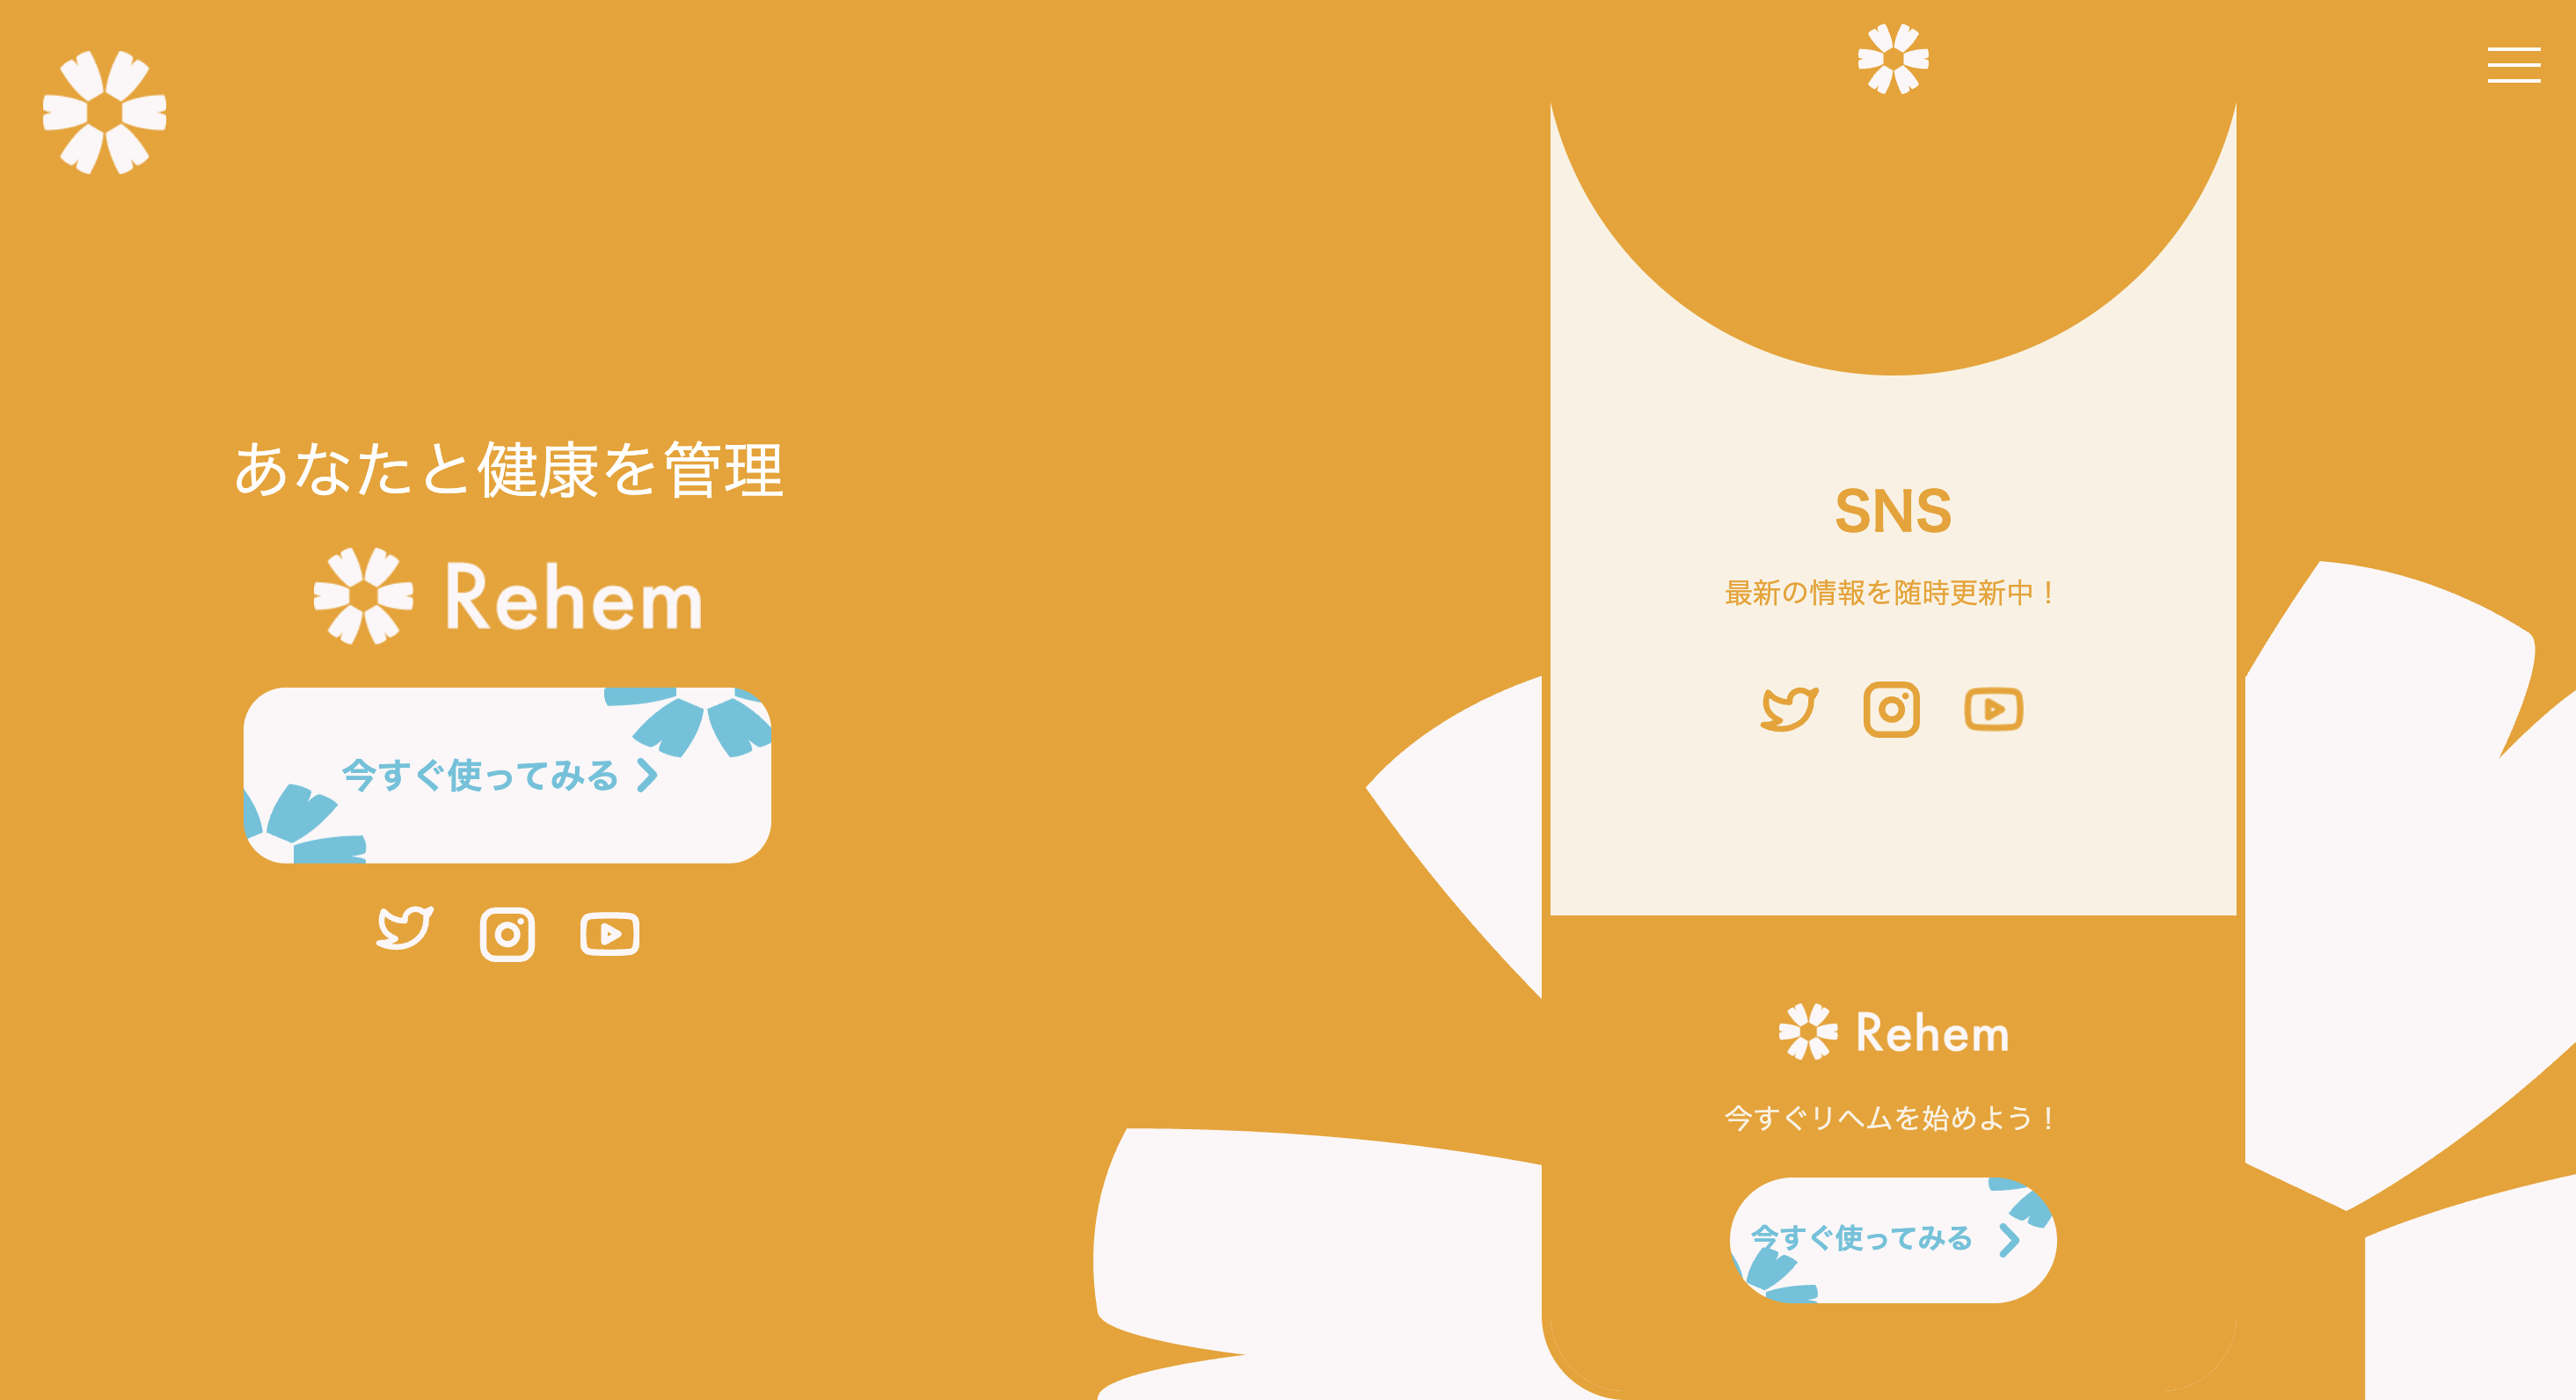 あなたと健康を管理
Rehem
今すぐ使ってみる
SNS
最新の情報を随時更新中！
Rehem
今すぐリヘムを始めよう！
今すぐ使ってみる